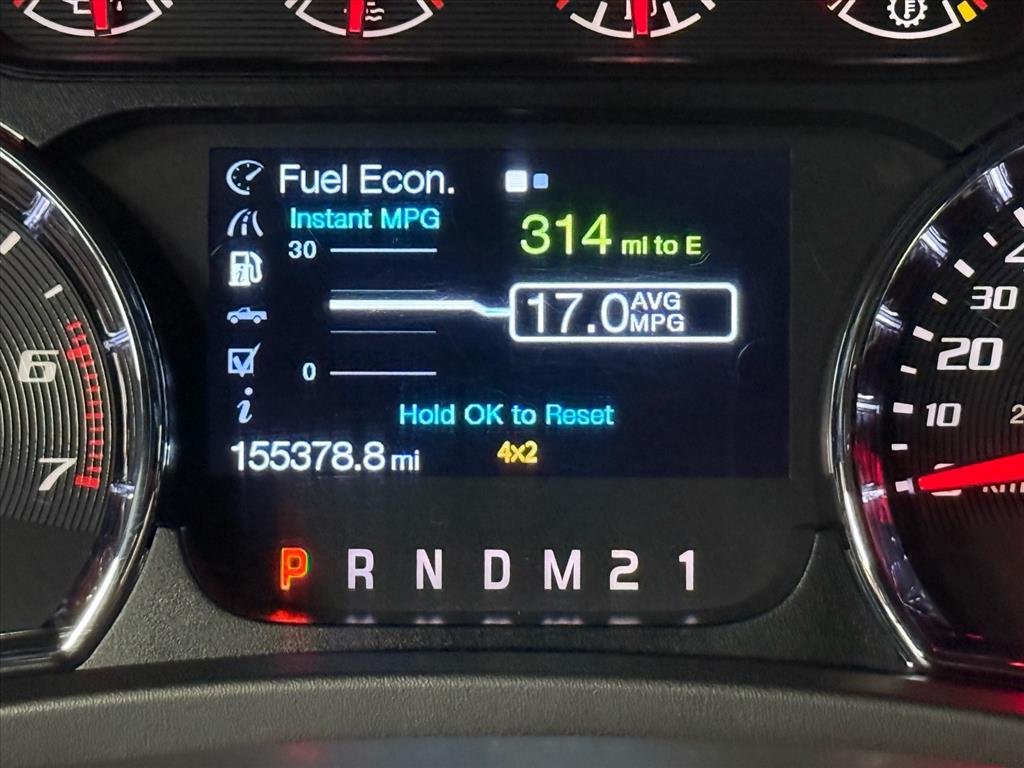 Fuel Econ.
Instant MPG
30
314 mi to E
17.0 AVG MPG
0
Hold OK to Reset
155378.8 mi
4x2
P R N D M 2 1
6
7
30
20
10
F